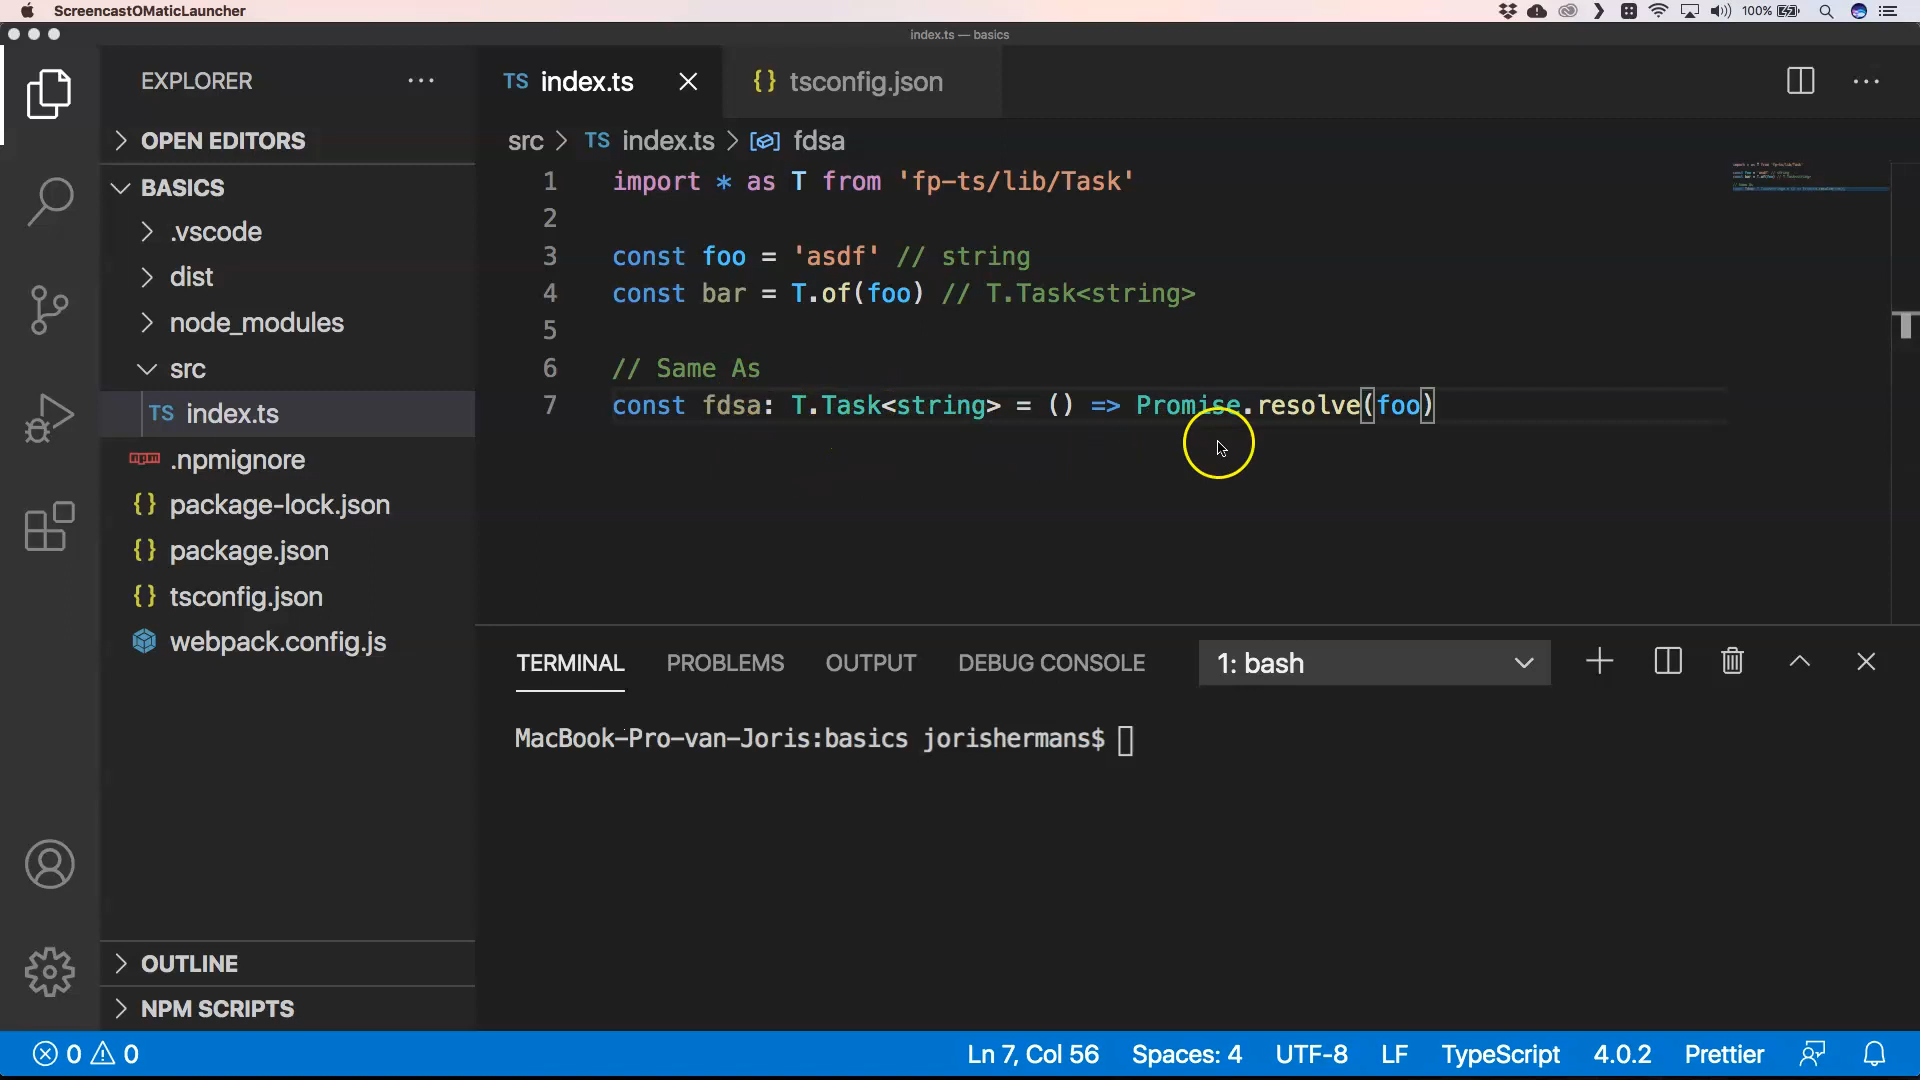 ScreencastOMaticLauncher
100%
index.ts — basics
EXPLORER
OPEN EDITORS
BASICS
.vscode
dist
node_modules
src
TS index.ts
npm .npmignore
{} package-lock.json
{} package.json
{} tsconfig.json
webpack.config.js
OUTLINE
NPM SCRIPTS
TS index.ts
{} tsconfig.json
src > TS index.ts > fdsa
1 import * as T from 'fp-ts/lib/Task'
2
3 const foo = 'asdf' // string
4 const bar = T.of(foo) // T.Task<string>
5
6 // Same As
7 const fdsa: T.Task<string> = () => Promise.resolve(foo)
TERMINAL PROBLEMS OUTPUT DEBUG CONSOLE 1: bash
MacBook-Pro-van-Joris:basics jorishermans$
0 0 Ln 7, Col 56 Spaces: 4 UTF-8 LF TypeScript 4.0.2 Prettier